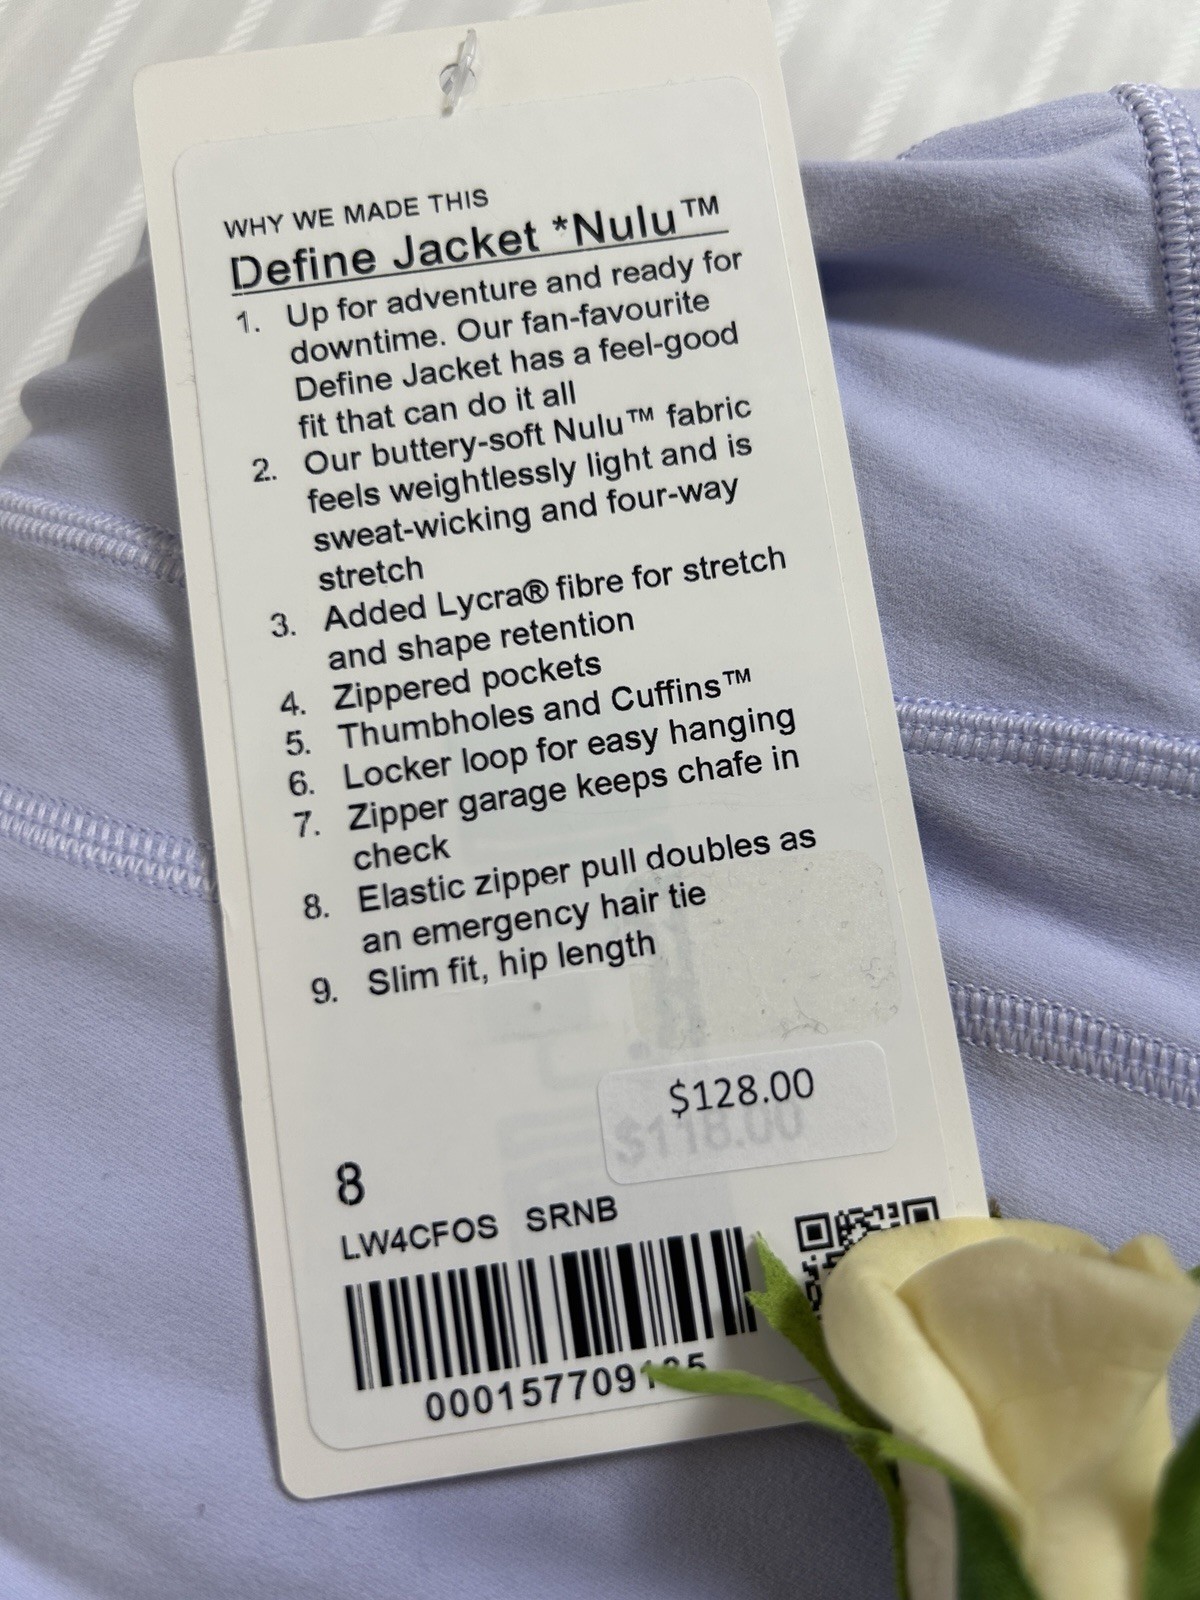 WHY WE MADE THIS
Define Jacket *Nulu™
1. Up for adventure and ready for
downtime. Our fan-favourite
Define Jacket has a feel-good
fit that can do it all
2. Our buttery-soft Nulu™ fabric
feels weightlessly light and is
sweat-wicking and four-way
stretch
3. Added Lycra® fibre for stretch
and shape retention
4. Zippered pockets
5. Thumbholes and Cuffins™
6. Locker loop for easy hanging
7. Zipper garage keeps chafe in
check
8. Elastic zipper pull doubles as
an emergency hair tie
9. Slim fit, hip length
$128.00
$118.00
8
LW4CFOS SRNB